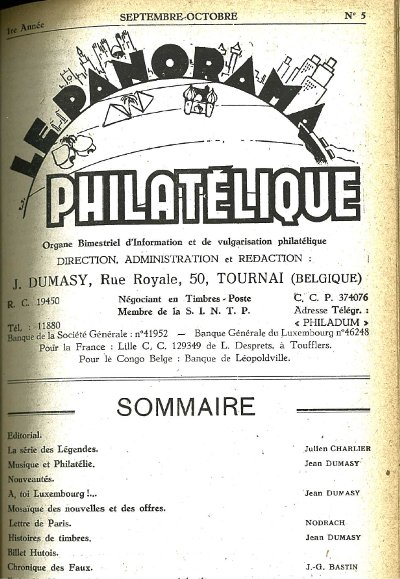 1re Année
SEPTEMBRE-OCTOBRE
N° 5
LE PANORAMA
PHILATÉLIQUE
Organe Bimestriel d'Information et de vulgarisation philatélique
DIRECTION, ADMINISTRATION et REDACTION :
J. DUMASY, Rue Royale, 50, TOURNAI (BELGIQUE)
R. C. 19450 Négociant en Timbres-Poste C. C. P. 374076
Membre de la S. I. N. T. P. Adresse Télégr. :
Tél. : 11880 « PHILADUM »
Banque de la Société Générale : n°41952 — Banque Générale du Luxembourg n°46248
Pour la France : Lille C. C. 129349 de L. Desprets, à Toufflers.
Pour le Congo Belge : Banque de Léopoldville.
SOMMAIRE
Editorial.
La série des Légendes. Julien CHARLIER
Musique et Philatélie. Jean DUMASY
Nouveautés.
A, toi Luxembourg !... Jean DUMASY
Mosaïque des nouvelles et des offres.
Lettre de Paris. NODRACH
Histoires de timbres. Jean DUMASY
Billet Hutois.
Chronique des Faux. J.-G. BASTIN